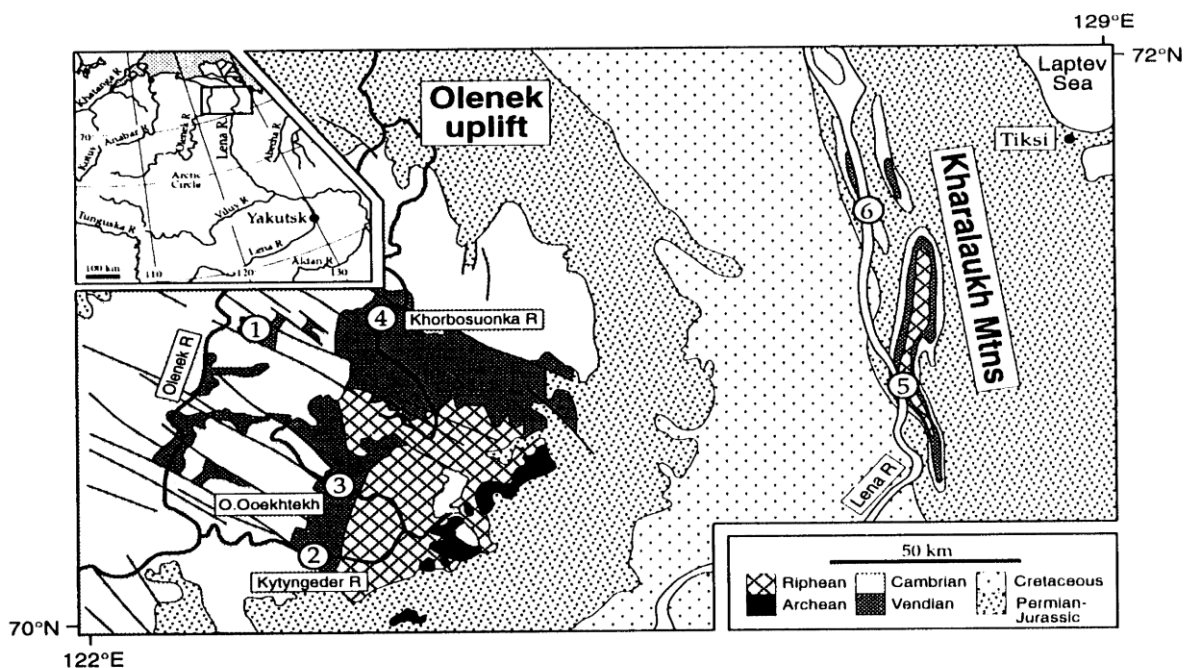 129°E
72°N
Laptev
Sea
Tiksi
Olenek
uplift
Kharalaukh Mtns
Khatanga R
Anabar R
Olenek R
Lena R
70
Arctic
Circle
Vilui R
Yakutsk
Tunguska R
Lena R
Aldan R
100 km
110
120
130
6
1
4
Khorbosuonka R
Olenek R
5
3
O.Ooekhtekh
Lena R
2
Kytyngeder R
50 km
Riphean
Cambrian
Cretaceous
Archean
Vendian
Permian-
Jurassic
70°N
122°E